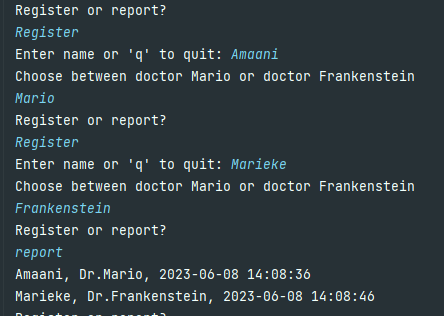 Register or report?
Register
Enter name or 'q' to quit: Amaani
Choose between doctor Mario or doctor Frankenstein
Mario
Register or report?
Register
Enter name or 'q' to quit: Marieke
Choose between doctor Mario or doctor Frankenstein
Frankenstein
Register or report?
report
Amaani, Dr.Mario, 2023-06-08 14:08:36
Marieke, Dr.Frankenstein, 2023-06-08 14:08:46
Register or report?